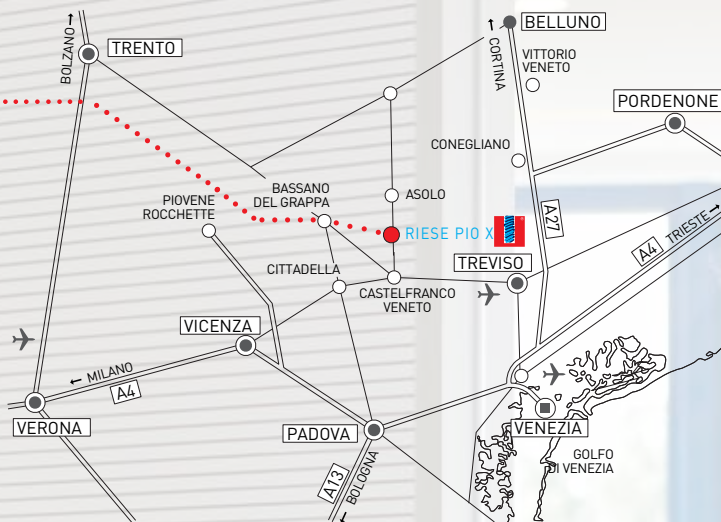 BELLUNO
BOLZANO
TRENTO
CORTINA
VITTORIO
VENETO
PORDENONE
CONEGLIANO
BASSANO
DEL GRAPPA
ASOLO
PIOVENE
ROCCHETTE
A27
RIESE PIO X
A4
TRIESTE
CITTADELLA
TREVISO
CASTELFRANCO
VENETO
VICENZA
MILANO
A4
VERONA
PADOVA
VENEZIA
GOLFO
DI VENEZIA
A13
BOLOGNA